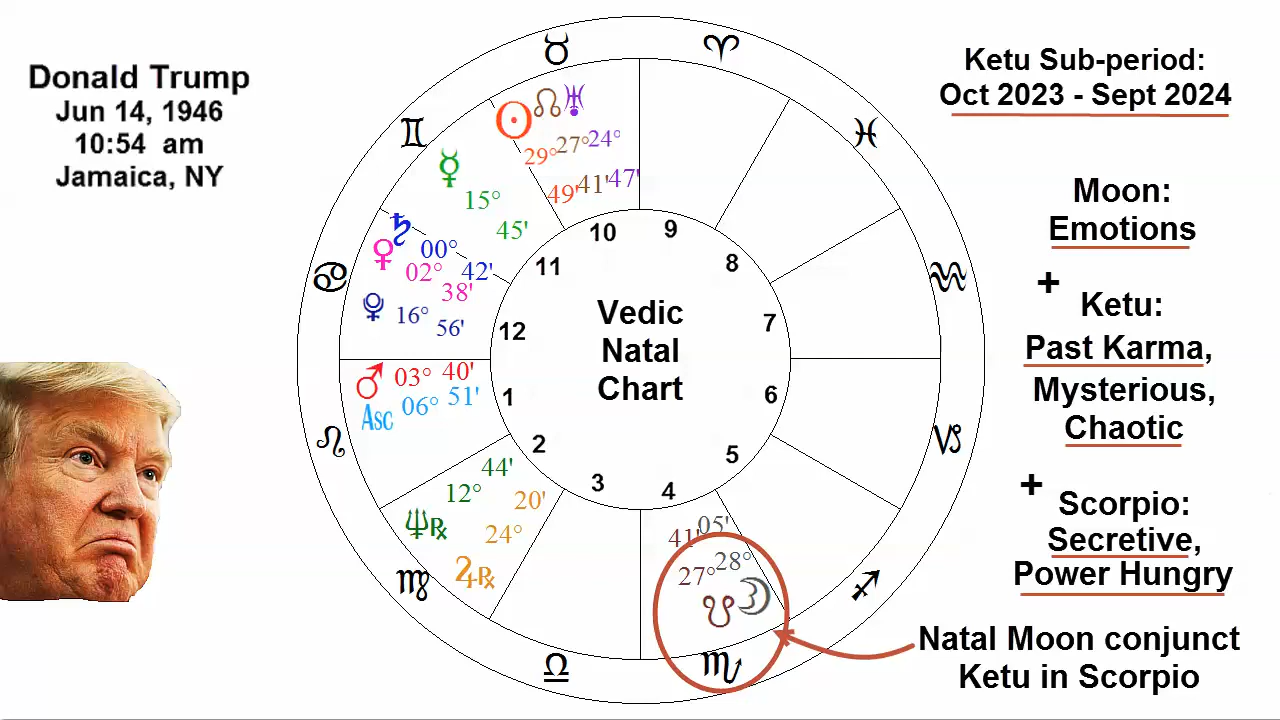 Donald Trump
Jun 14, 1946
10:54 am
Jamaica, NY
Ketu Sub-period:
Oct 2023 - Sept 2024
Moon:
Emotions
+
Ketu:
Past Karma,
Mysterious,
Chaotic
+
Scorpio:
Secretive,
Power Hungry
Natal Moon conjunct
Ketu in Scorpio
Vedic
Natal
Chart
♉ ♈ ♓ ♒ ♑ ♐ ♏ ♎ ♍ ♌ ♋ ♊
10 9 8 7 6 5 4 3 2 1 12 11
☉ ☊ ♅
29° 27° 24°
49' 41' 47'
☿ 15° 45'
♄ 00° 42'
♀ 02° 38'
♇ 16° 56'
♂ 03° 40'
Asc 06° 51'
♆℞ 12° 44'
♃℞ 24° 20'
41' 05'
27° 28°
☋ ☽